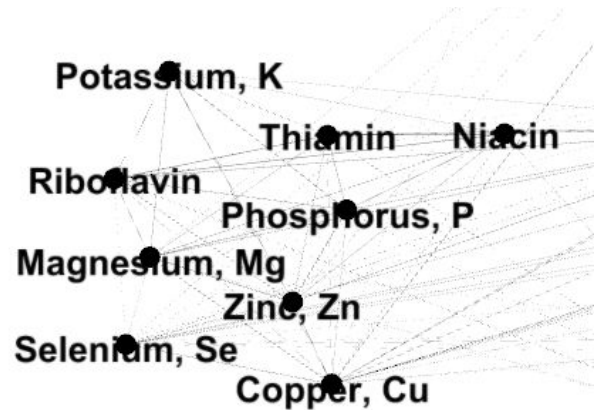 Potassium, K
Thiamin
Niacin
Riboflavin
Phosphorus, P
Magnesium, Mg
Zinc, Zn
Selenium, Se
Copper, Cu